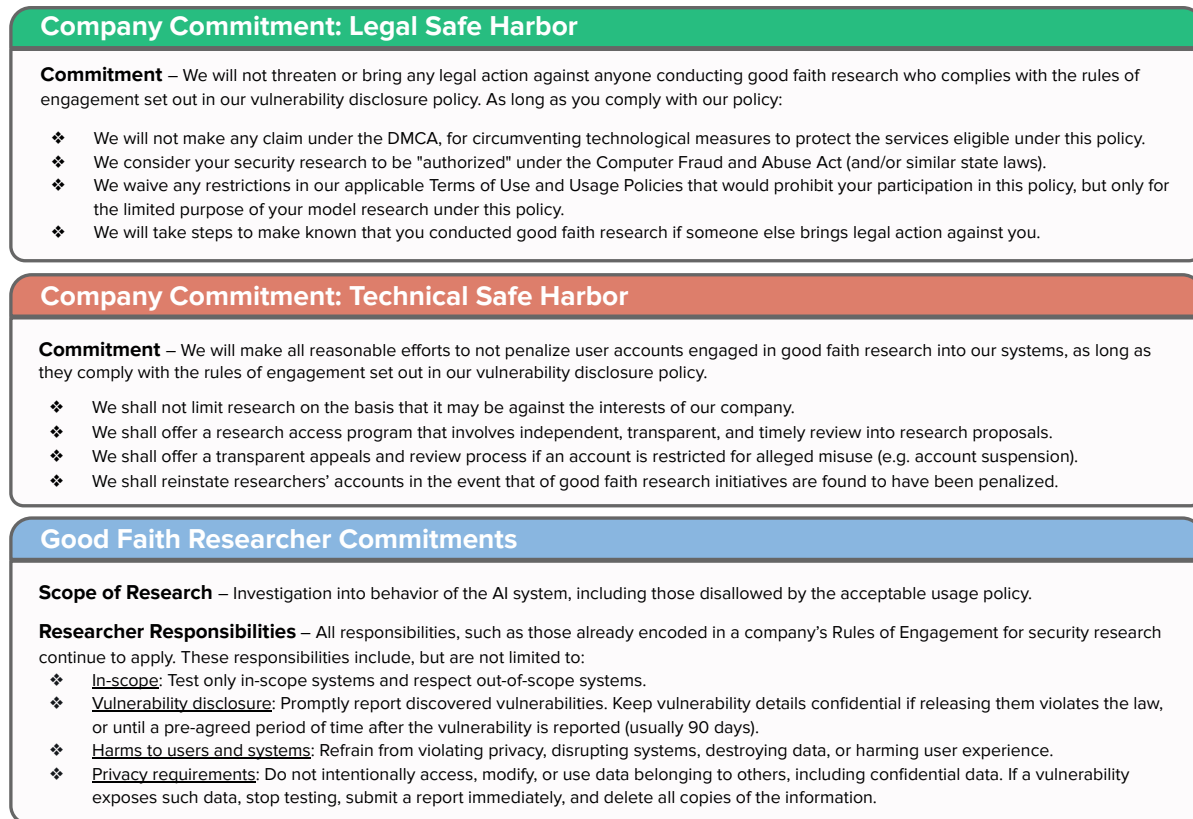 Company Commitment: Legal Safe Harbor
Commitment – We will not threaten or bring any legal action against anyone conducting good faith research who complies with the rules of
engagement set out in our vulnerability disclosure policy. As long as you comply with our policy:
❖ We will not make any claim under the DMCA, for circumventing technological measures to protect the services eligible under this policy.
❖ We consider your security research to be "authorized" under the Computer Fraud and Abuse Act (and/or similar state laws).
❖ We waive any restrictions in our applicable Terms of Use and Usage Policies that would prohibit your participation in this policy, but only for
the limited purpose of your model research under this policy.
❖ We will take steps to make known that you conducted good faith research if someone else brings legal action against you.
Company Commitment: Technical Safe Harbor
Commitment – We will make all reasonable efforts to not penalize user accounts engaged in good faith research into our systems, as long as
they comply with the rules of engagement set out in our vulnerability disclosure policy.
❖ We shall not limit research on the basis that it may be against the interests of our company.
❖ We shall offer a research access program that involves independent, transparent, and timely review into research proposals.
❖ We shall offer a transparent appeals and review process if an account is restricted for alleged misuse (e.g. account suspension).
❖ We shall reinstate researchers’ accounts in the event that of good faith research initiatives are found to have been penalized.
Good Faith Researcher Commitments
Scope of Research – Investigation into behavior of the AI system, including those disallowed by the acceptable usage policy.
Researcher Responsibilities – All responsibilities, such as those already encoded in a company’s Rules of Engagement for security research
continue to apply. These responsibilities include, but are not limited to:
❖ In-scope: Test only in-scope systems and respect out-of-scope systems.
❖ Vulnerability disclosure: Promptly report discovered vulnerabilities. Keep vulnerability details confidential if releasing them violates the law,
or until a pre-agreed period of time after the vulnerability is reported (usually 90 days).
❖ Harms to users and systems: Refrain from violating privacy, disrupting systems, destroying data, or harming user experience.
❖ Privacy requirements: Do not intentionally access, modify, or use data belonging to others, including confidential data. If a vulnerability
exposes such data, stop testing, submit a report immediately, and delete all copies of the information.